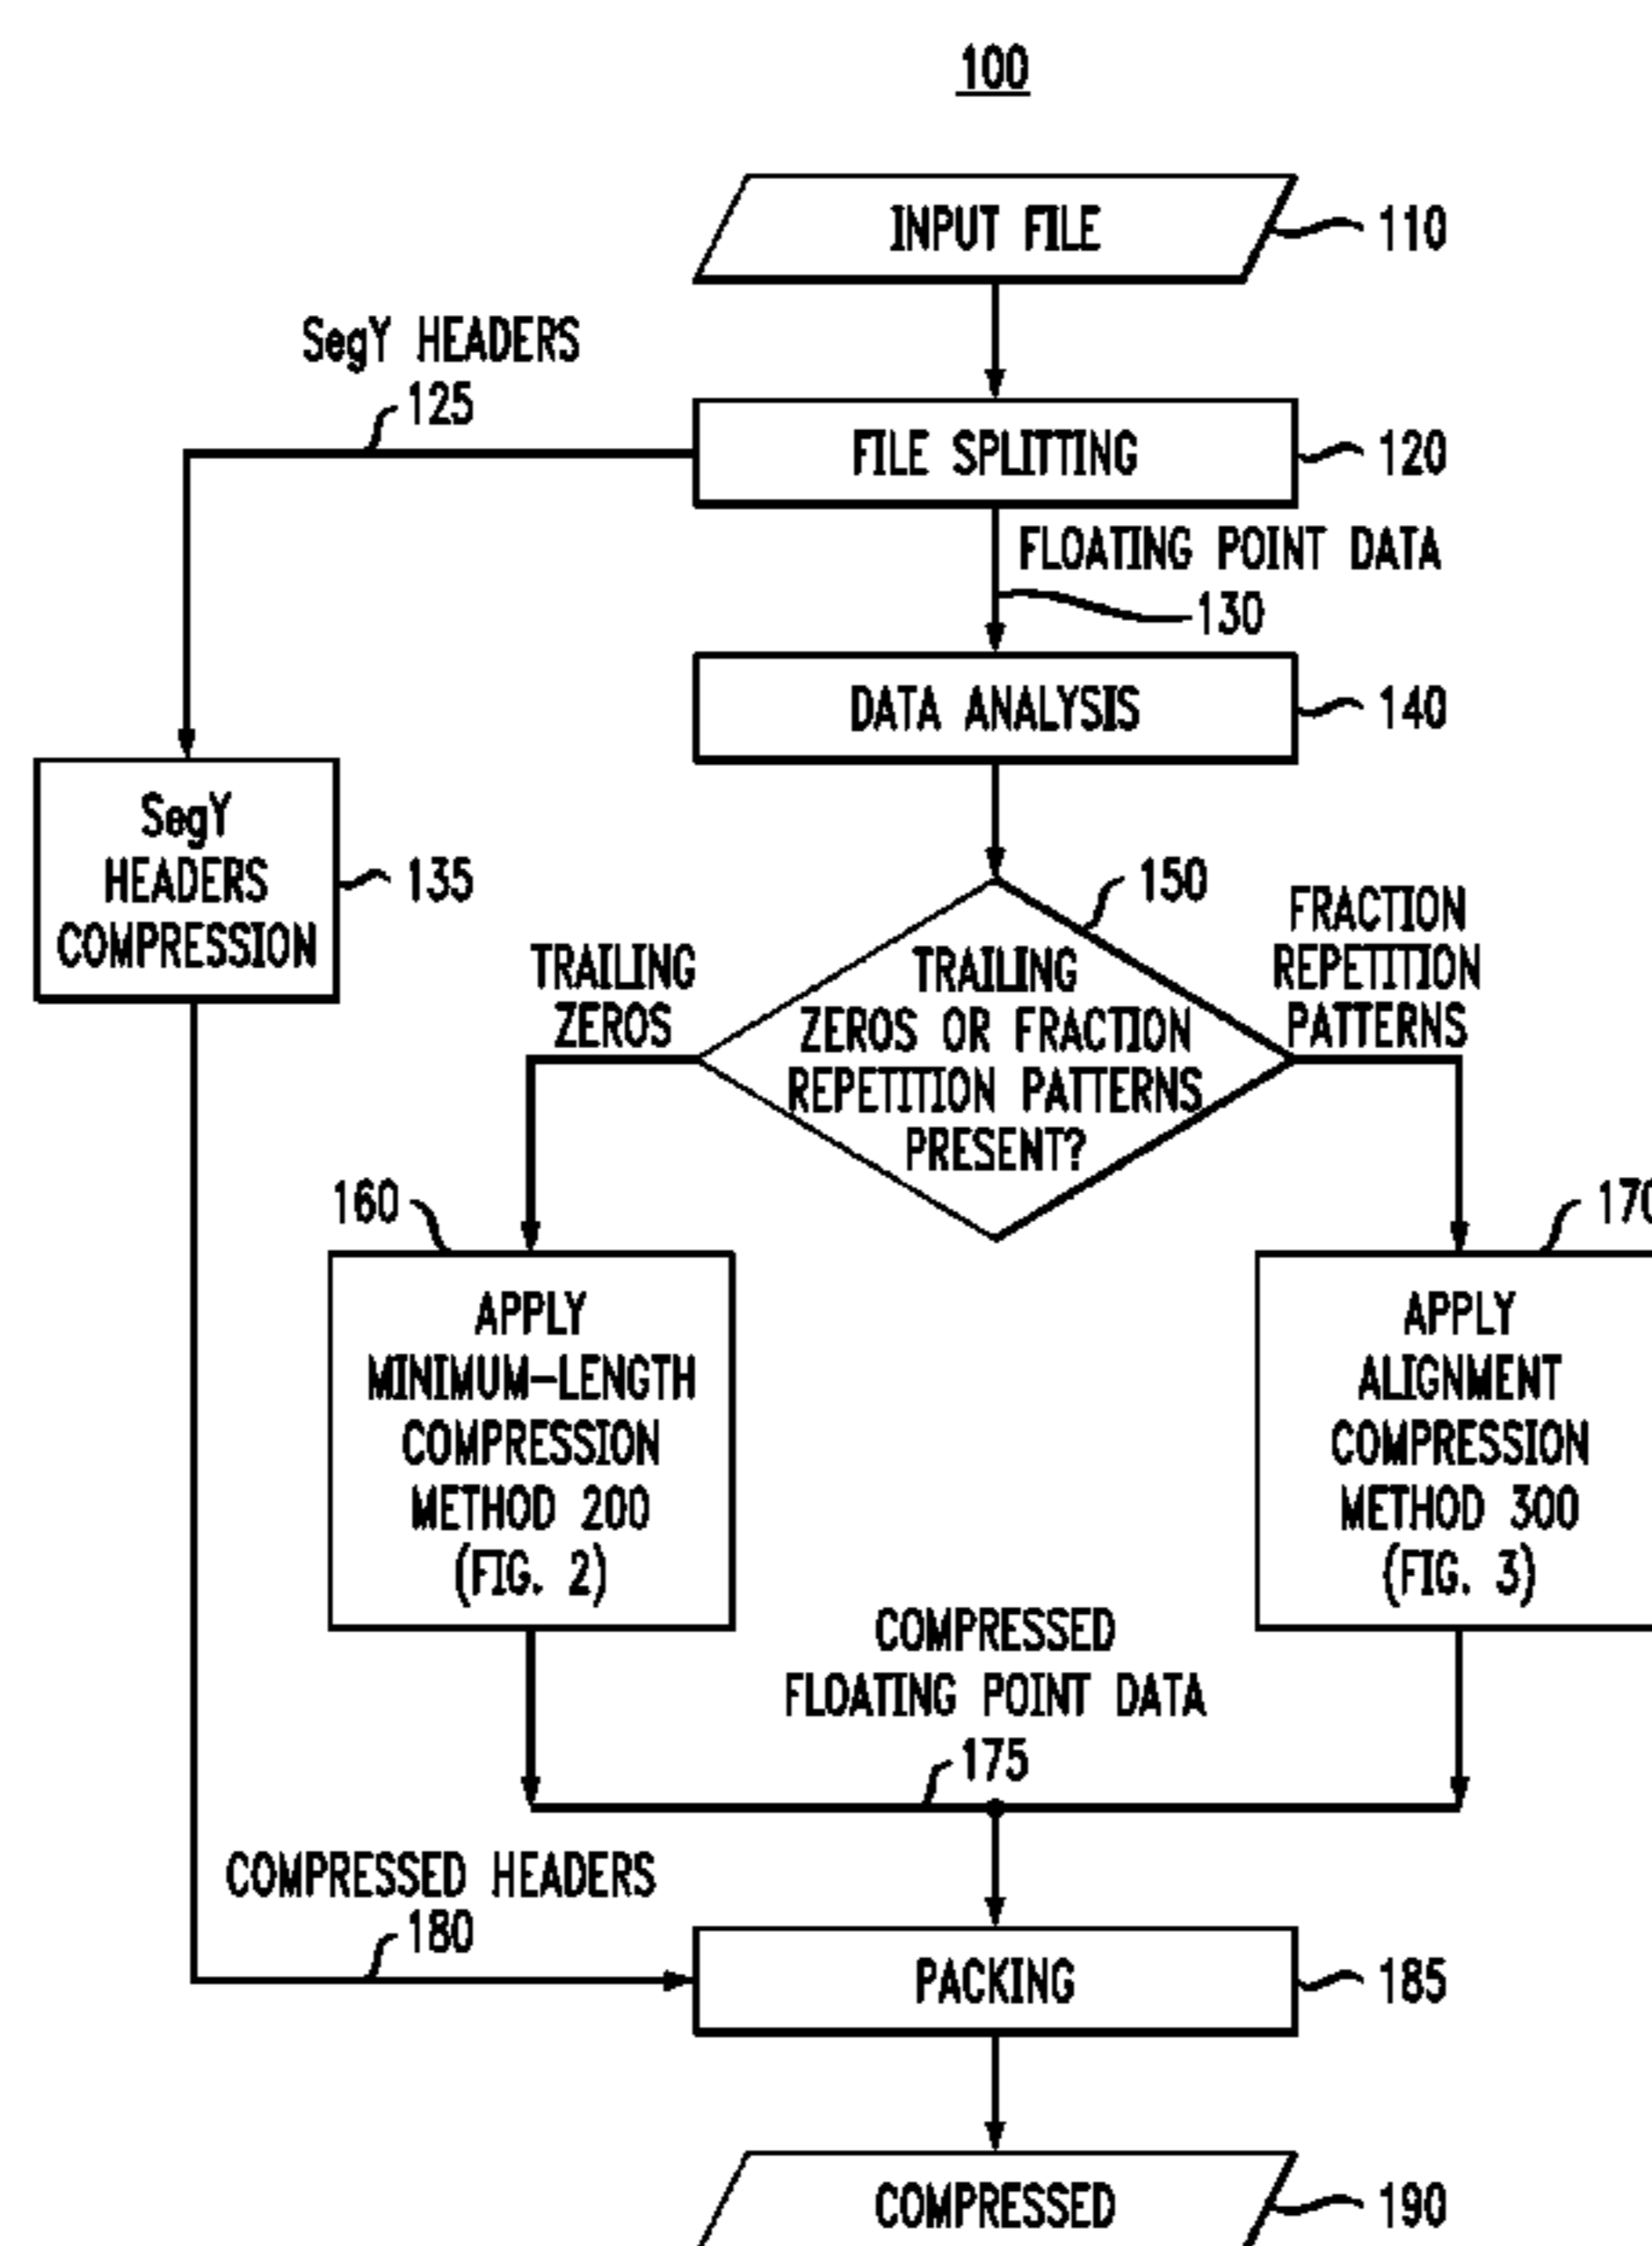 100
INPUT FILE
110
SegY HEADERS
125
FILE SPLITTING
120
FLOATING POINT DATA
130
DATA ANALYSIS
140
SegY
HEADERS
COMPRESSION
135
150
TRAILING
ZEROS
TRAILING
ZEROS OR FRACTION
REPETITION PATTERNS
PRESENT?
FRACTION
REPETITION
PATTERNS
160
APPLY
MINIMUM-LENGTH
COMPRESSION
METHOD 200
(FIG. 2)
170
APPLY
ALIGNMENT
COMPRESSION
METHOD 300
(FIG. 3)
COMPRESSED
FLOATING POINT DATA
175
COMPRESSED HEADERS
180
PACKING
185
COMPRESSED
190